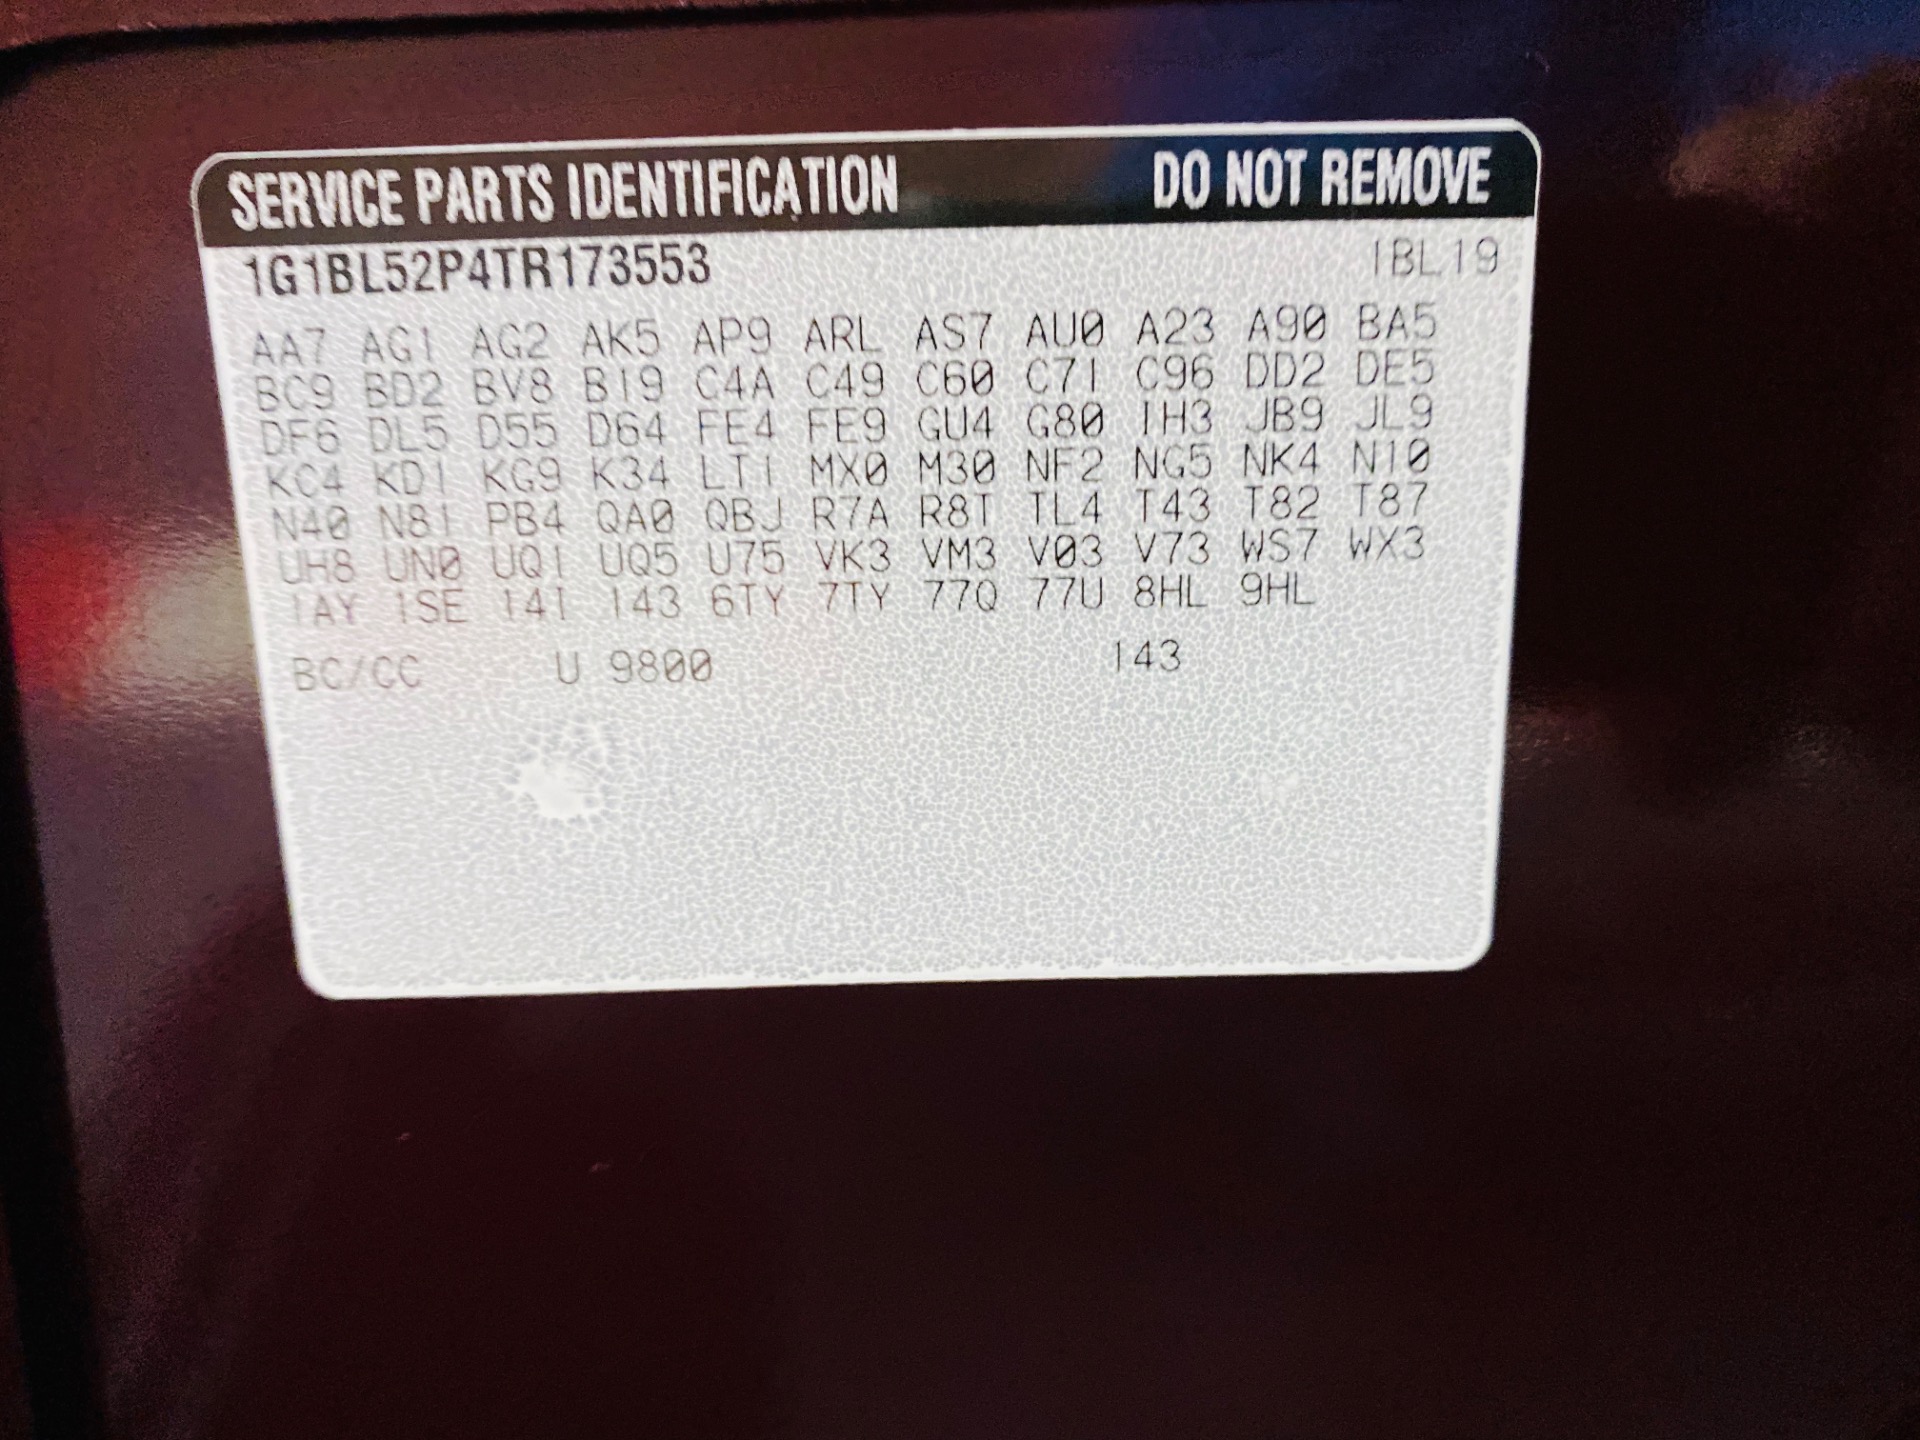 SERVICE PARTS IDENTIFICATION DO NOT REMOVE
1G1BL52P4TR173553 1BL19
AA7 AG1 AG2 AK5 AP9 ARL AS7 AU0 A23 A90 BA5
BC9 BD2 BV8 B19 C4A C49 C60 C71 C96 DD2 DE5
DF6 DL5 D55 D64 FE4 FE9 GU4 G80 IH3 JB9 JL9
KC4 KD1 KG9 K34 LT1 MX0 M30 NF2 NG5 NK4 N10
N40 N81 PB4 QA0 QBJ R7A R8T TL4 T43 T82 T87
UH8 UN0 UQ1 UQ5 U75 VK3 VM3 V03 V73 WS7 WX3
1AY 1SE 14I 143 6TY 7TY 77Q 77U 8HL 9HL
BC/CC U 9800 143